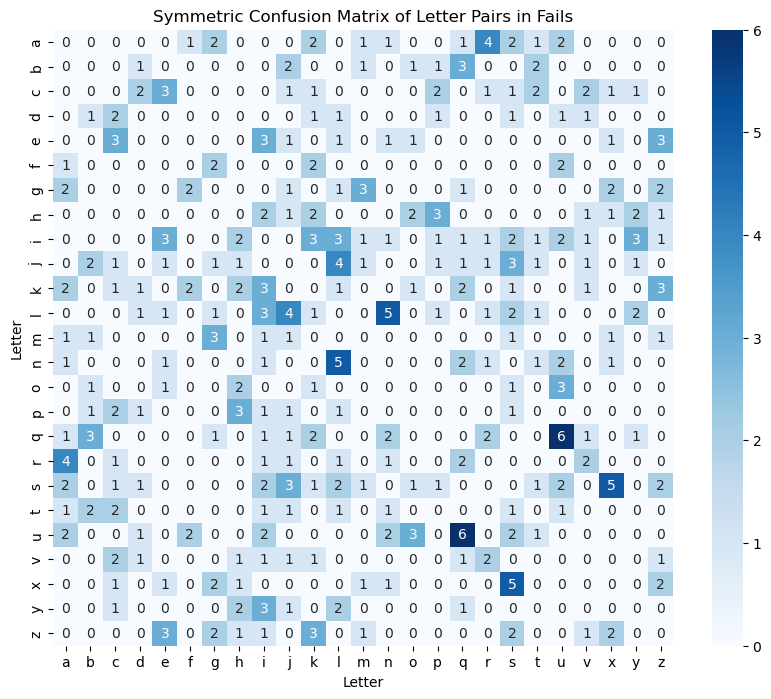 Symmetric Confusion Matrix of Letter Pairs in Fails
a 0 0 0 0 0 1 2 0 0 0 2 0 1 1 0 0 1 4 2 1 2 0 0 0 0
b 0 0 0 1 0 0 0 0 0 2 0 0 1 0 1 1 3 0 0 2 0 0 0 0 0
c 0 0 0 2 3 0 0 0 0 1 1 0 0 0 0 2 0 1 1 2 0 2 1 1 0
d 0 1 2 0 0 0 0 0 0 0 1 1 0 0 0 1 0 0 1 0 1 1 0 0 0
e 0 0 3 0 0 0 0 0 3 1 0 1 0 1 1 0 0 0 0 0 0 0 1 0 3
f 1 0 0 0 0 0 2 0 0 0 2 0 0 0 0 0 0 0 0 0 2 0 0 0 0
g 2 0 0 0 0 2 0 0 0 1 0 1 3 0 0 0 1 0 0 0 0 0 2 0 2
h 0 0 0 0 0 0 0 0 2 1 2 0 0 0 2 3 0 0 0 0 0 1 1 2 1
i 0 0 0 0 3 0 0 2 0 0 3 3 1 1 0 1 1 1 2 1 2 1 0 3 1
j 0 2 1 0 1 0 1 1 0 0 0 4 1 0 0 1 1 1 3 1 0 1 0 1 0
k 2 0 1 1 0 2 0 2 3 0 0 1 0 0 1 0 2 0 1 0 0 1 0 0 3
l 0 0 0 1 1 0 1 0 3 4 1 0 0 5 0 1 0 1 2 1 0 0 0 2 0
m 1 1 0 0 0 0 3 0 1 1 0 0 0 0 0 0 0 0 1 0 0 0 1 0 1
n 1 0 0 0 1 0 0 0 1 0 0 5 0 0 0 0 2 1 0 1 2 0 1 0 0
o 0 1 0 0 1 0 0 2 0 0 1 0 0 0 0 0 0 0 1 0 3 0 0 0 0
p 0 1 2 1 0 0 0 3 1 1 0 1 0 0 0 0 0 0 1 0 0 0 0 0 0
q 1 3 0 0 0 0 1 0 1 1 2 0 0 2 0 0 0 2 0 0 6 1 0 1 0
r 4 0 1 0 0 0 0 0 1 1 0 1 0 1 0 0 2 0 0 0 0 2 0 0 0
s 2 0 1 1 0 0 0 0 2 3 1 2 1 0 1 1 0 0 0 1 2 0 5 0 2
t 1 2 2 0 0 0 0 0 1 1 0 1 0 1 0 0 0 0 1 0 1 0 0 0 0
u 2 0 0 1 0 2 0 0 2 0 0 0 0 2 3 0 6 0 2 1 0 0 0 0 0
v 0 0 2 1 0 0 0 1 1 1 1 0 0 0 0 0 1 2 0 0 0 0 0 0 1
x 0 0 1 0 1 0 2 1 0 0 0 0 1 1 0 0 0 0 5 0 0 0 0 0 2
y 0 0 1 0 0 0 0 2 3 1 0 2 0 0 0 0 1 0 0 0 0 0 0 0 0
z 0 0 0 0 3 0 2 1 1 0 3 0 1 0 0 0 0 0 2 0 0 1 2 0 0
a b c d e f g h i j k l m n o p q r s t u v x y z
Letter
Letter
6
5
4
3
2
1
0